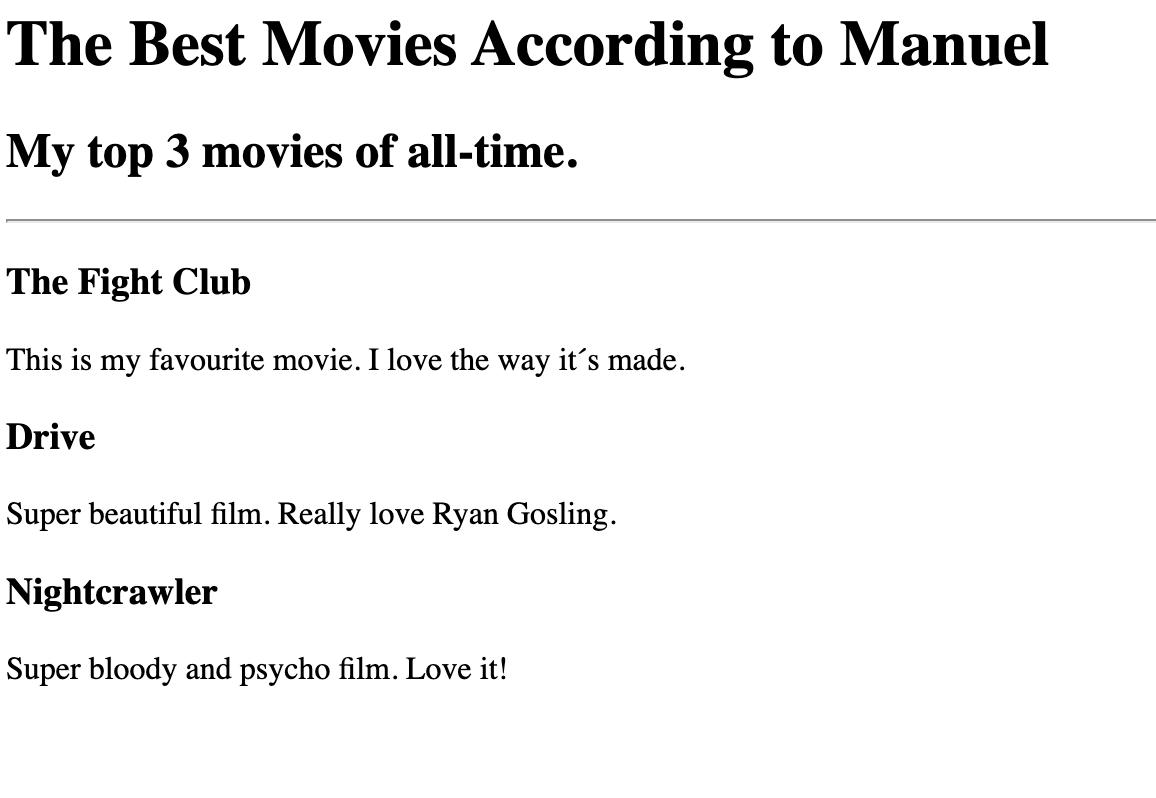 The Best Movies According to Manuel
My top 3 movies of all-time.
The Fight Club
This is my favourite movie. I love the way it´s made.
Drive
Super beautiful film. Really love Ryan Gosling.
Nightcrawler
Super bloody and psycho film. Love it!